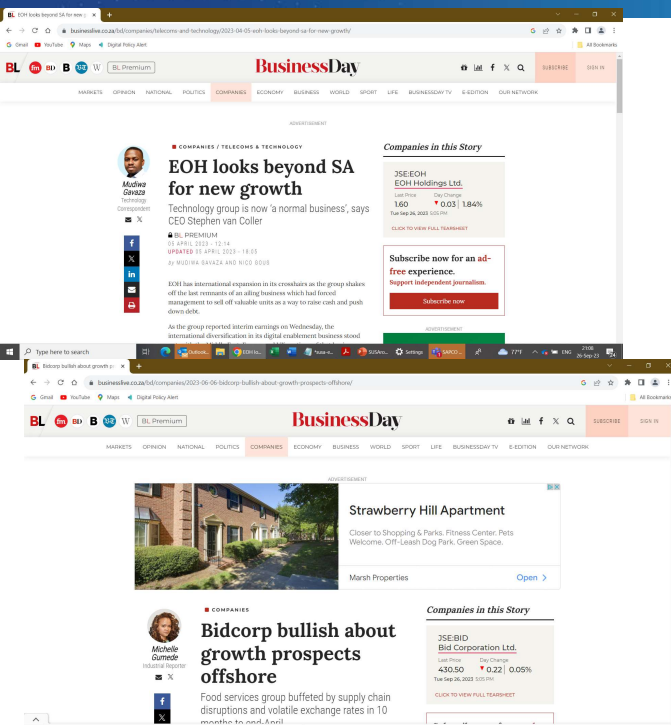 EOH looks beyond SA for new g
businesslive.co.za/bd/companies/telecoms-and-technology/2023-04-05-eoh-looks-beyond-sa-for-new-growth/
Gmail YouTube Maps Digital Policy Alert All Bookmarks
BL fm BD B W BL Premium BusinessDay SUBSCRIBE SIGN IN
MARKETS OPINION NATIONAL POLITICS COMPANIES ECONOMY BUSINESS WORLD SPORT LIFE BUSINESSDAY TV E-EDITION OUR NETWORK
ADVERTISEMENT
Mudiwa
Gavaza
Technology
Correspondent
COMPANIES / TELECOMS & TECHNOLOGY
EOH looks beyond SA
for new growth
Technology group is now ‘a normal business’, says
CEO Stephen van Coller
BL PREMIUM
05 APRIL 2023 - 12:14
UPDATED 05 APRIL 2023 - 18:05
by MUDIWA GAVAZA AND NICO GOUS
EOH has international expansion in its crosshairs as the group shakes
off the last remnants of an ailing business which had forced
management to sell off valuable units as a way to raise cash and push
down debt.
As the group reported interim earnings on Wednesday, the
international diversification in its digital enablement business stood
Companies in this Story
JSE:EOH
EOH Holdings Ltd.
Last Price Day Change
1.60 0.03 1.84%
Tue Sep 26, 2023 5:05 PM
CLICK TO VIEW FULL TEARSHEET
Subscribe now for an ad-
free experience.
Support independent journalism.
Subscribe now
ADVERTISEMENT
Type here to search Outlook... EOH lo... SUSAro... Settings SAPCO ... 77°F ENG 21:08
26-Sep-23
Bidcorp bullish about growth pr
businesslive.co.za/bd/companies/2023-06-06-bidcorp-bullish-about-growth-prospects-offshore/
Gmail YouTube Maps Digital Policy Alert All Bookmarks
BL fm BD B W BL Premium BusinessDay SUBSCRIBE SIGN IN
MARKETS OPINION NATIONAL POLITICS COMPANIES ECONOMY BUSINESS WORLD SPORT LIFE BUSINESSDAY TV E-EDITION OUR NETWORK
ADVERTISEMENT
Strawberry Hill Apartment
Closer to Shopping & Parks. Fitness Center. Pets
Welcome. Off-Leash Dog Park. Green Space.
Marsh Properties Open
Michelle
Gumede
Industrial Reporter
COMPANIES
Bidcorp bullish about
growth prospects
offshore
Food services group buffeted by supply chain
disruptions and volatile exchange rates in 10
months to end-April
Companies in this Story
JSE:BID
Bid Corporation Ltd.
Last Price Day Change
430.50 0.22 0.05%
Tue Sep 26, 2023 5:05 PM
CLICK TO VIEW FULL TEARSHEET